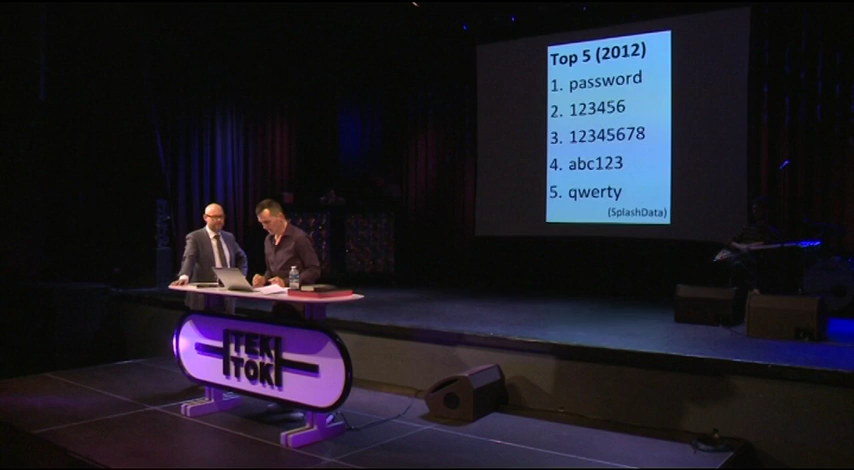 Top 5 (2012)
1. password
2. 123456
3. 12345678
4. abc123
5. qwerty
(SplashData)
TEKI
TOKI